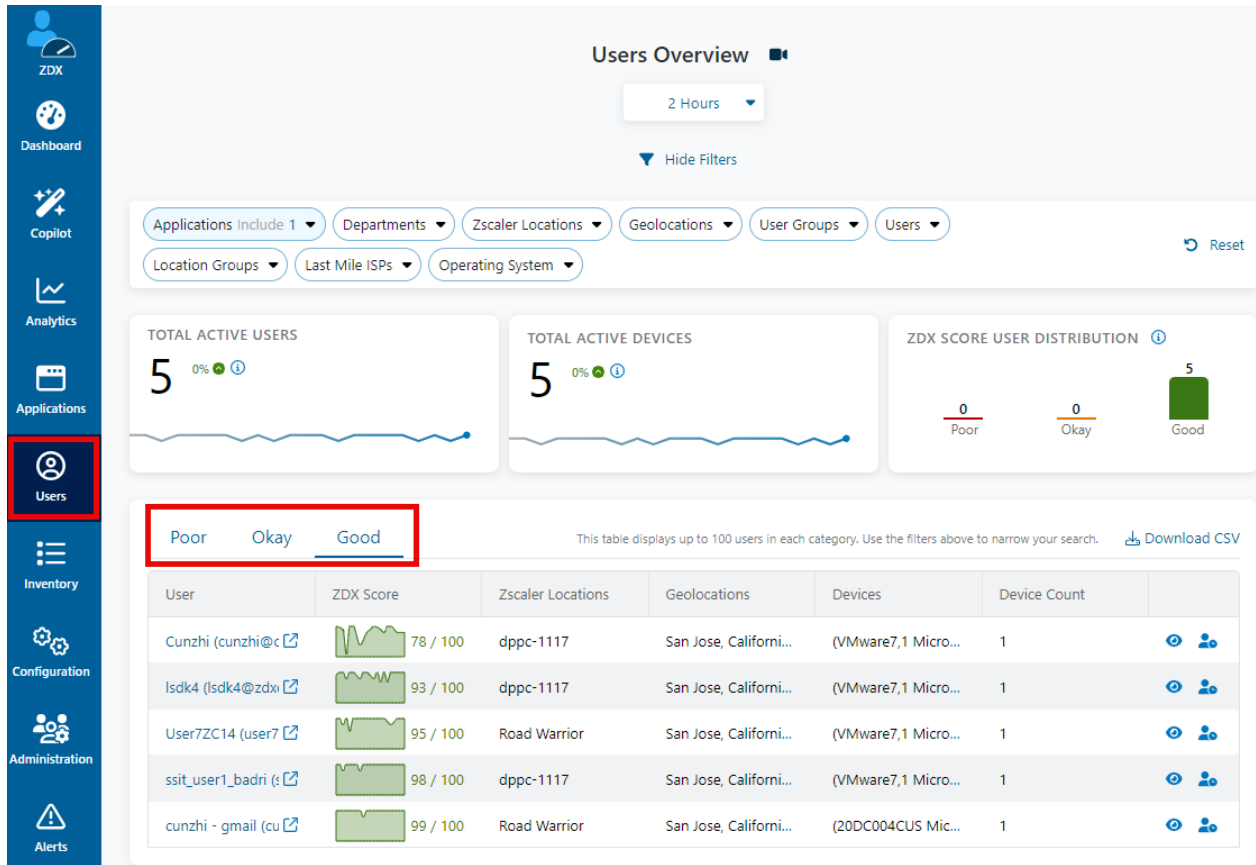 ZDX
Dashboard
Copilot
Analytics
Applications
Users
Inventory
Configuration
Administration
Alerts
Users Overview
2 Hours
Hide Filters
Applications Include 1
Departments
Zscaler Locations
Geolocations
User Groups
Users
Location Groups
Last Mile ISPs
Operating System
Reset
TOTAL ACTIVE USERS
5 0%
TOTAL ACTIVE DEVICES
5 0%
ZDX SCORE USER DISTRIBUTION
0 0 5
Poor Okay Good
Poor Okay Good
This table displays up to 100 users in each category. Use the filters above to narrow your search.
Download CSV
User ZDX Score Zscaler Locations Geolocations Devices Device Count
Cunzhi (cunzhi@c 78 / 100 dppc-1117 San Jose, Californi... (VMware7,1 Micro... 1
lsdk4 (lsdk4@zdx 93 / 100 dppc-1117 San Jose, Californi... (VMware7,1 Micro... 1
User7ZC14 (user7 95 / 100 Road Warrior San Jose, Californi... (VMware7,1 Micro... 1
ssit_user1_badri (s 98 / 100 dppc-1117 San Jose, Californi... (VMware7,1 Micro... 1
cunzhi - gmail (cu 99 / 100 Road Warrior San Jose, Californi... (20DC004CUS Mic... 1